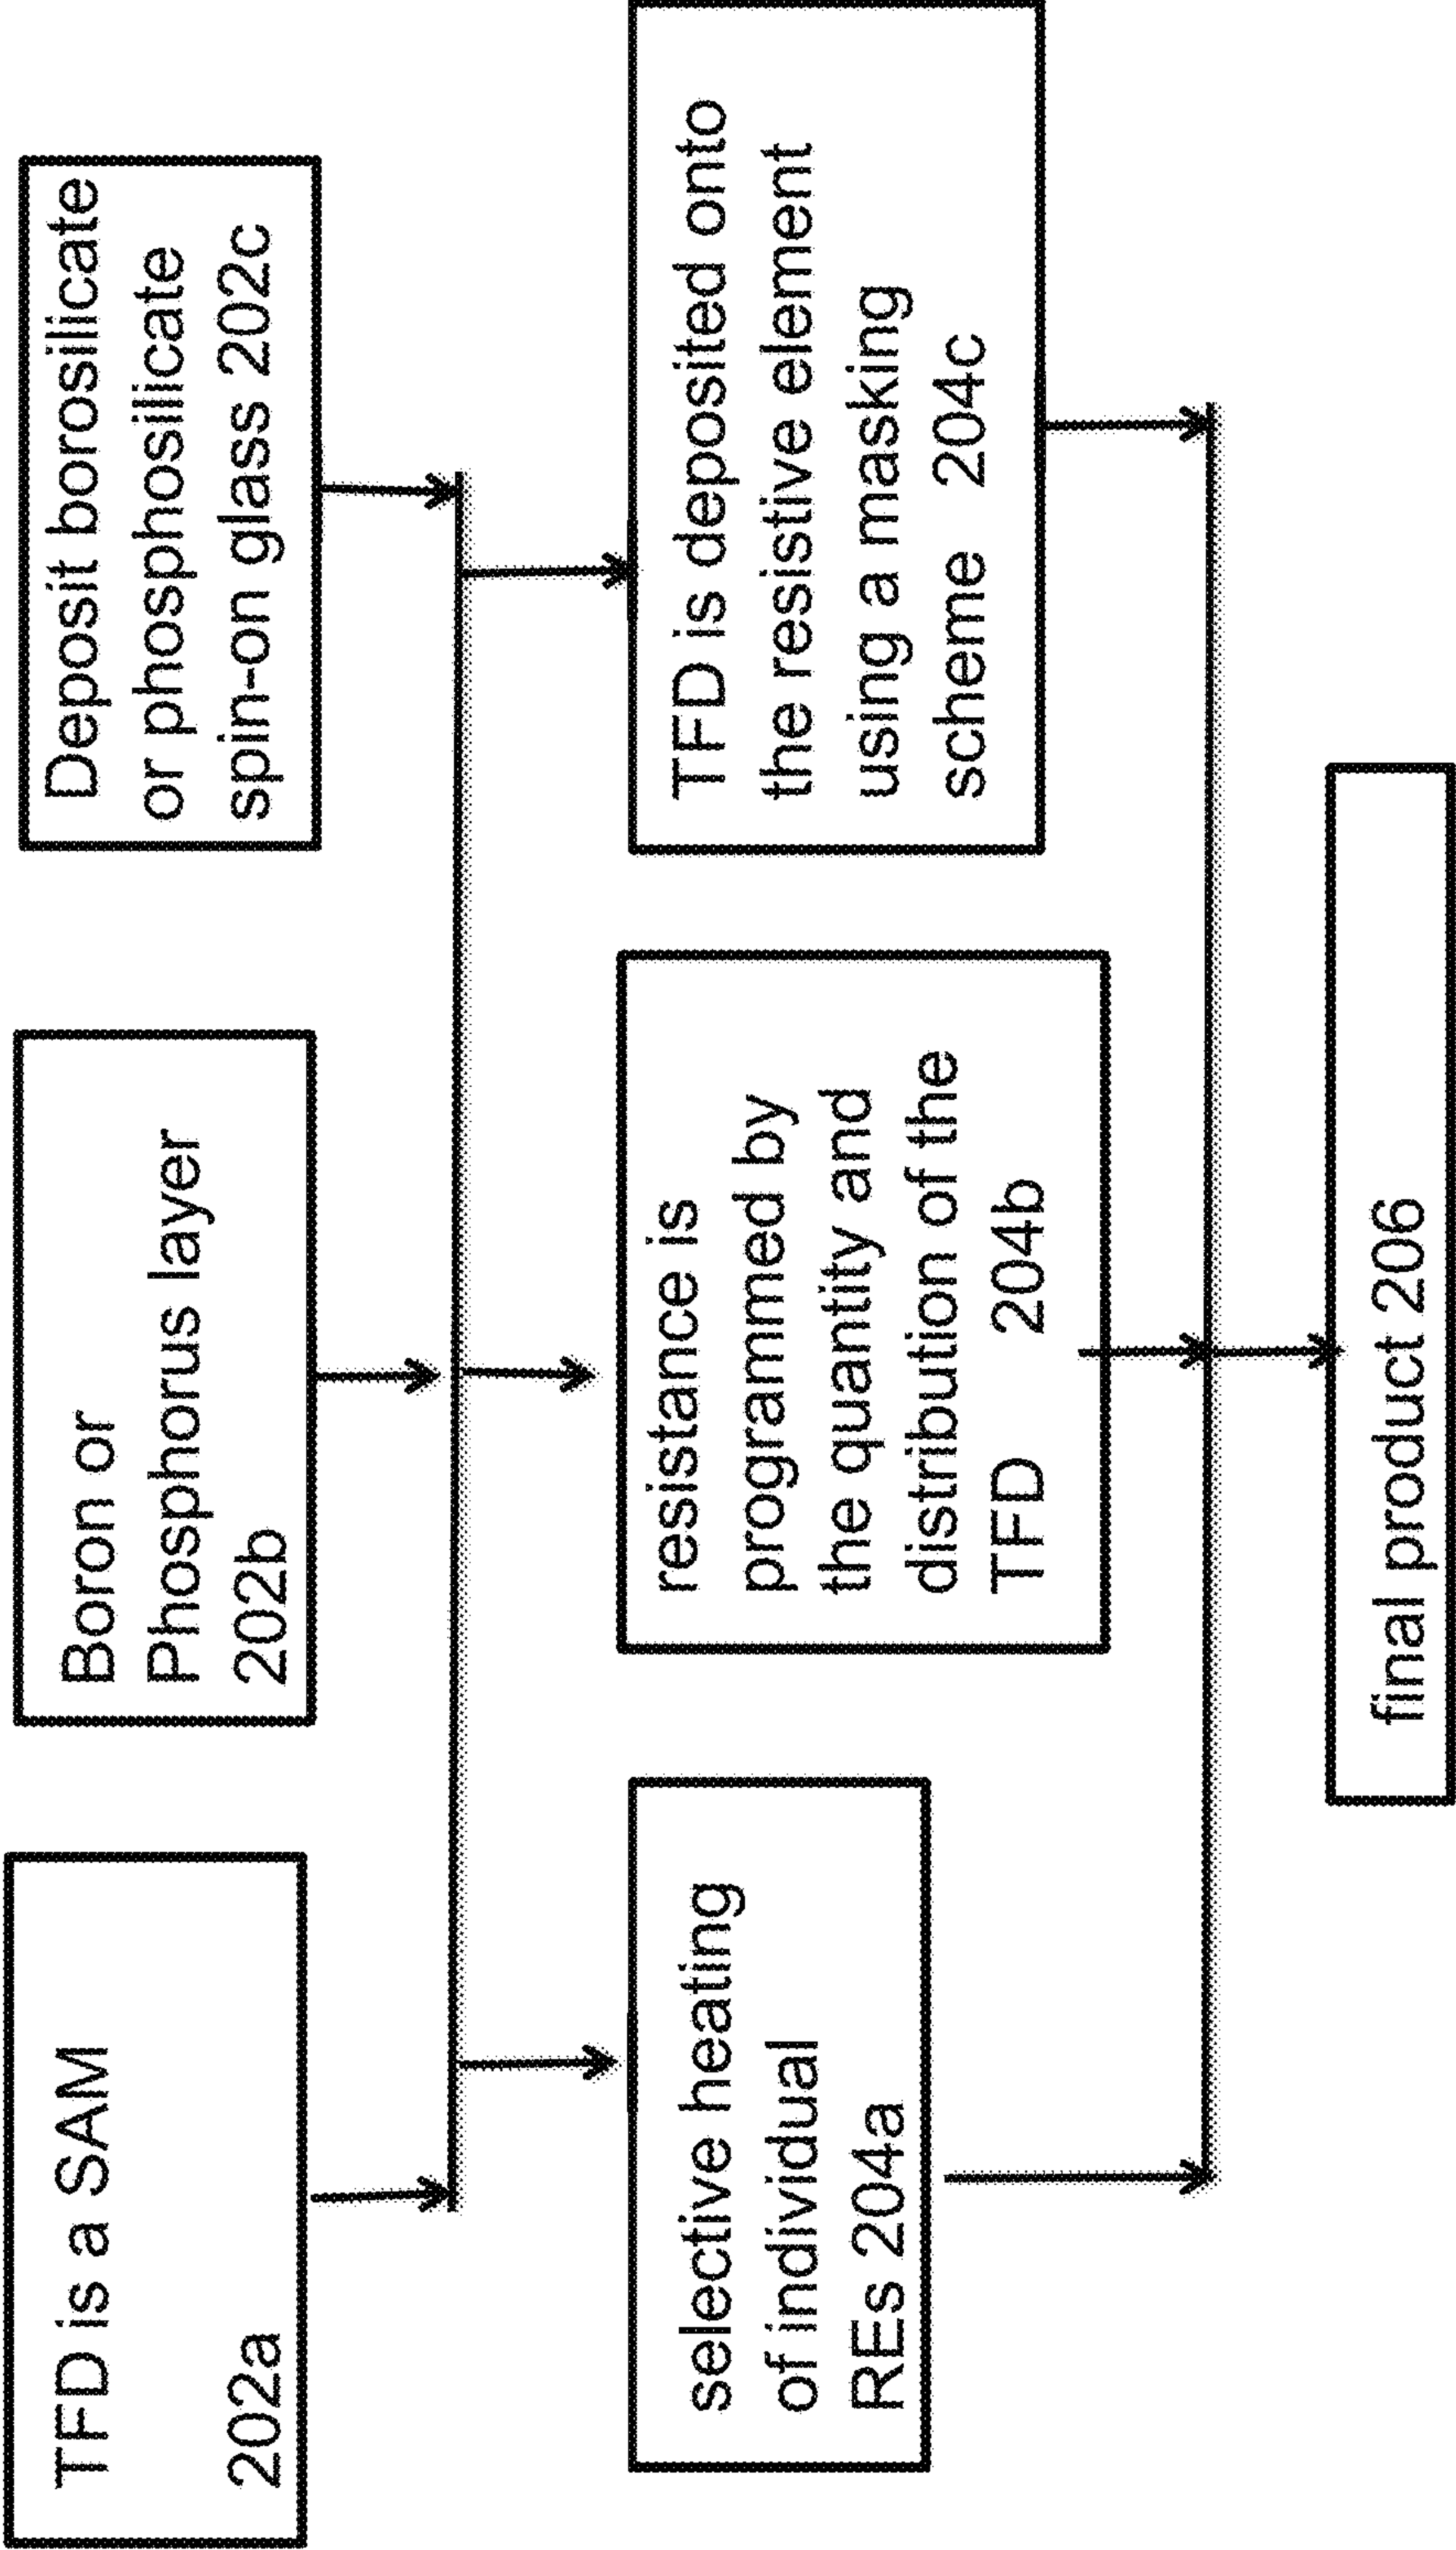 TFD is a SAM
202a
Boron or
Phosphorus layer
202b
Deposit borosilicate
or phosphosilicate
spin-on glass 202c
selective heating
of individual
REs 204a
resistance is
programmed by
the quantity and
distribution of the
TFD 204b
TFD is deposited onto
the resistive element
using a masking
scheme 204c
final product 206